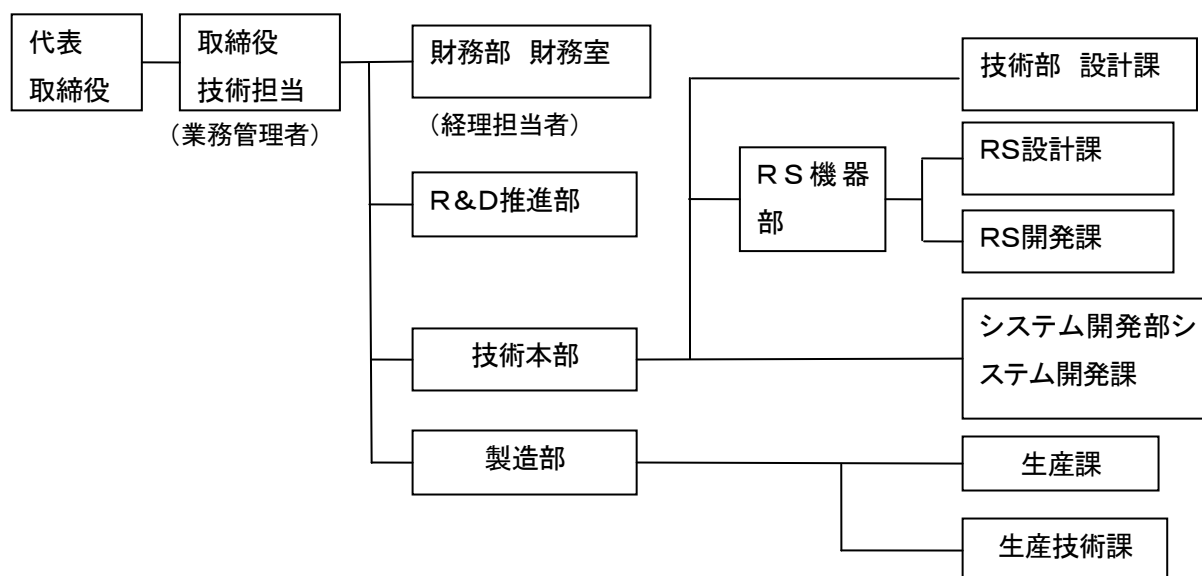 代表
取締役
取締役
技術担当
（業務管理者）
財務部 財務室
（経理担当者）
R&D推進部
技術本部
製造部
技術部 設計課
ＲＳ機器
部
RS設計課
RS開発課
システム開発部シ
ステム開発課
生産課
生産技術課